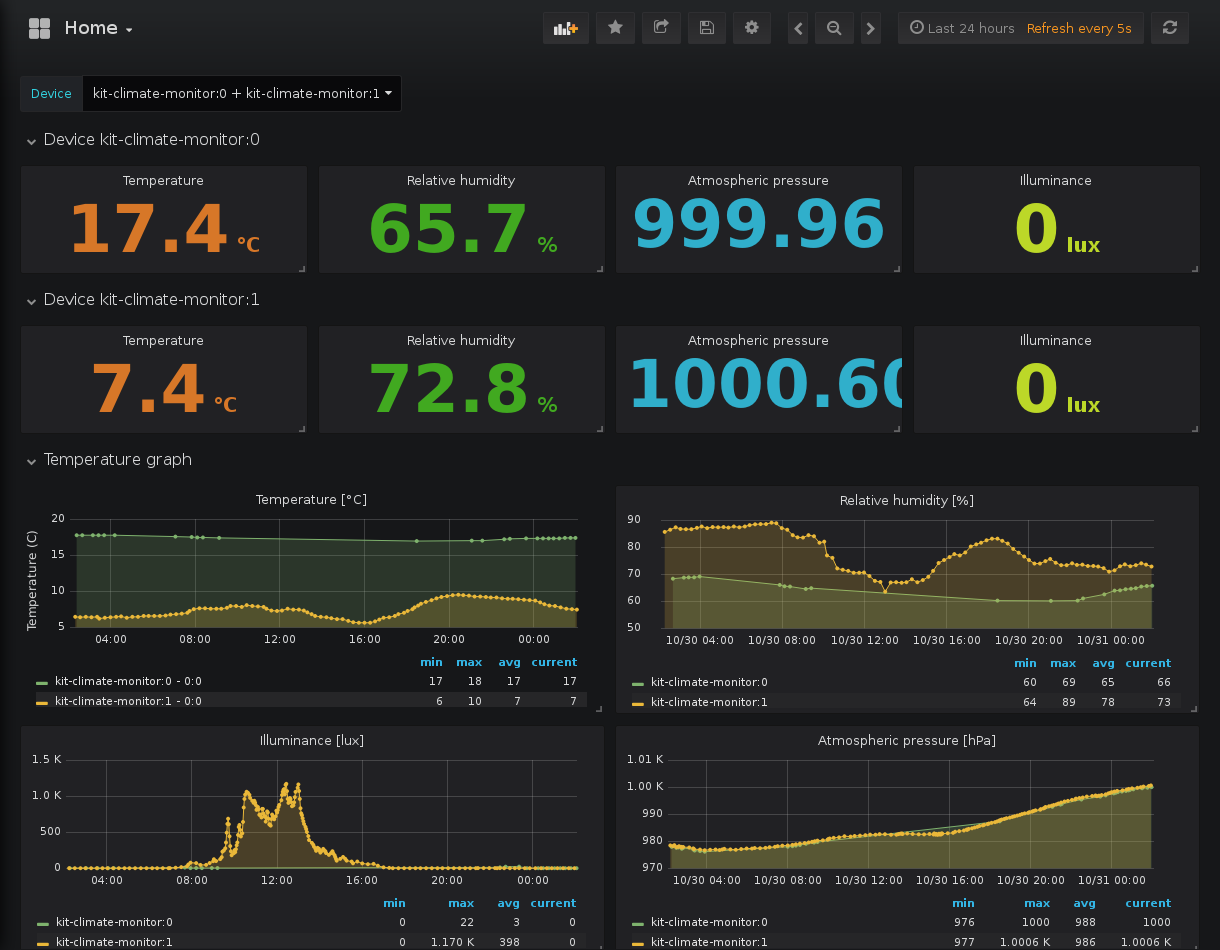 Home
Last 24 hours Refresh every 5s
Device kit-climate-monitor:0 + kit-climate-monitor:1
Device kit-climate-monitor:0
Temperature Relative humidity Atmospheric pressure Illuminance
17.4 °C 65.7 % 999.96 0 lux
Device kit-climate-monitor:1
Temperature Relative humidity Atmospheric pressure Illuminance
7.4 °C 72.8 % 1000.60 0 lux
Temperature graph
Temperature [°C]
Temperature (C)
20
15
10
5
04:00 08:00 12:00 16:00 20:00 00:00
min max avg current
kit-climate-monitor:0 - 0:0 17 18 17 17
kit-climate-monitor:1 - 0:0 6 10 7 7
Relative humidity [%]
90
80
70
60
50
10/30 04:00 10/30 08:00 10/30 12:00 10/30 16:00 10/30 20:00 10/31 00:00
min max avg current
kit-climate-monitor:0 60 69 65 66
kit-climate-monitor:1 64 89 78 73
Illuminance [lux]
1.5 K
1.0 K
500
0
04:00 08:00 12:00 16:00 20:00 00:00
min max avg current
kit-climate-monitor:0 0 22 3 0
kit-climate-monitor:1 0 1.170 K 398 0
Atmospheric pressure [hPa]
1.01 K
1.00 K
990
980
970
10/30 04:00 10/30 08:00 10/30 12:00 10/30 16:00 10/30 20:00 10/31 00:00
min max avg current
kit-climate-monitor:0 976 1000 988 1000
kit-climate-monitor:1 977 1.0006 K 986 1.0006 K